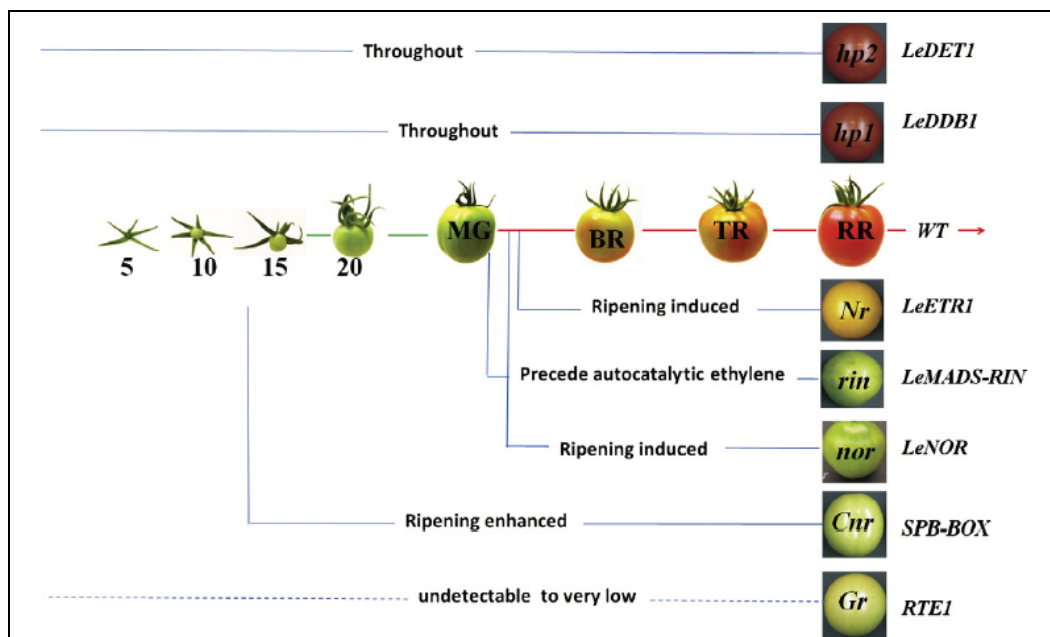 Throughout hp2 LeDET1
Throughout hp1 LeDDB1
MG BR TR RR WT
5 10 15 20
Ripening induced Nr LeETR1
Precede autocatalytic ethylene rin LeMADS-RIN
Ripening induced nor LeNOR
Ripening enhanced Cnr SPB-BOX
undetectable to very low Gr RTE1